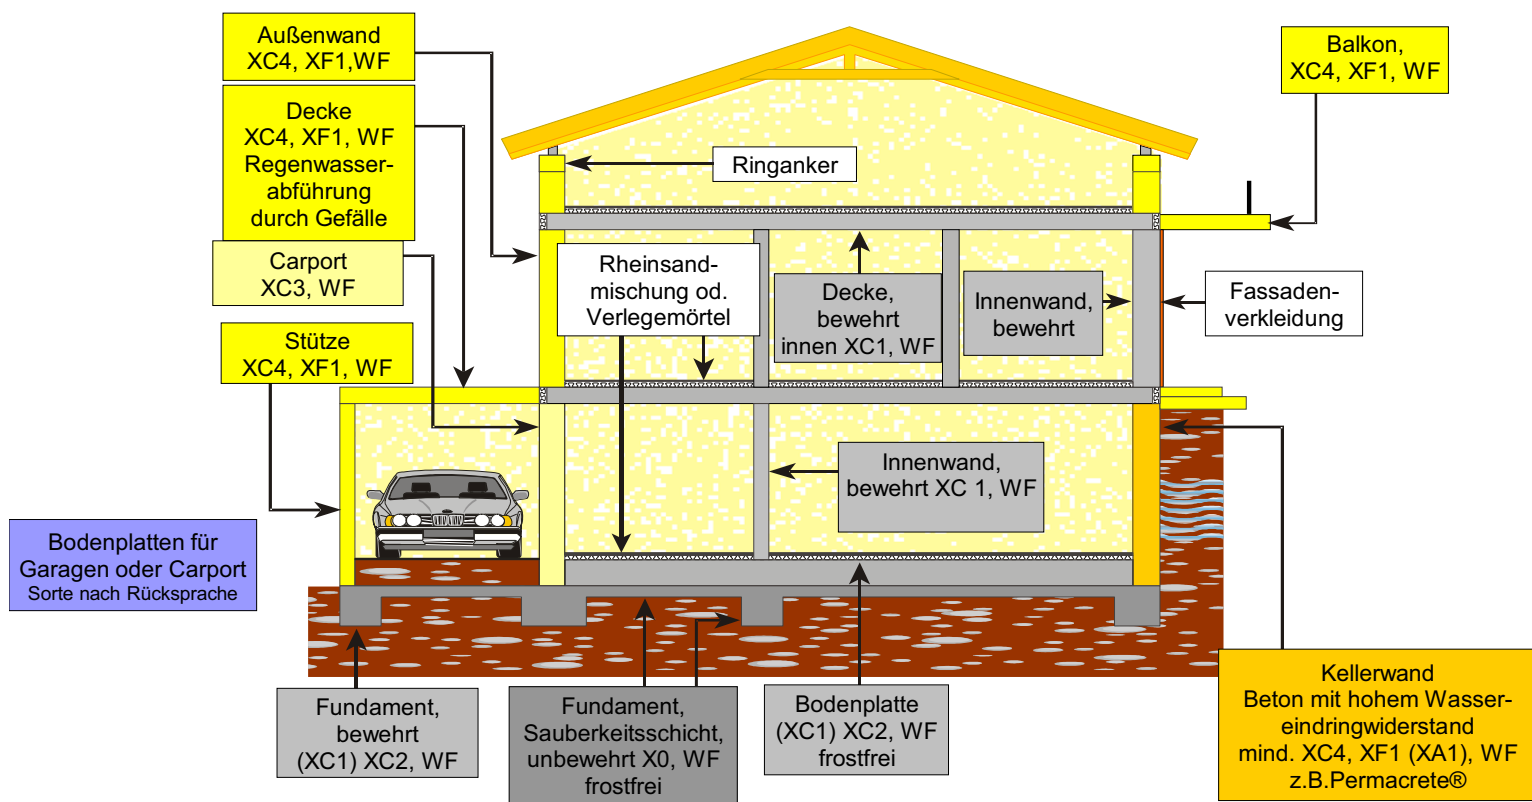 Außenwand
XC4, XF1,WF
Decke
XC4, XF1, WF
Regenwasser-
abführung
durch Gefälle
Carport
XC3, WF
Stütze
XC4, XF1, WF
Bodenplatten für
Garagen oder Carport
Sorte nach Rücksprache
Ringanker
Balkon,
XC4, XF1, WF
Rheinsand-
mischung od.
Verlegemörtel
Decke,
bewehrt
innen XC1, WF
Innenwand,
bewehrt
Fassaden-
verkleidung
Innenwand,
bewehrt XC 1, WF
Fundament,
bewehrt
(XC1) XC2, WF
Fundament,
Sauberkeitsschicht,
unbewehrt X0, WF
frostfrei
Bodenplatte
(XC1) XC2, WF
frostfrei
Kellerwand
Beton mit hohem Wasser-
eindringwiderstand
mind. XC4, XF1 (XA1), WF
z.B.Permacrete®